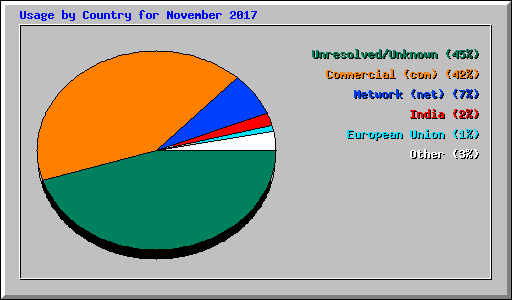 Usage by Country for November 2017
Unresolved/Unknown (45%)
Commercial (com) (42%)
Network (net) (7%)
India (2%)
European Union (1%)
Other (3%)